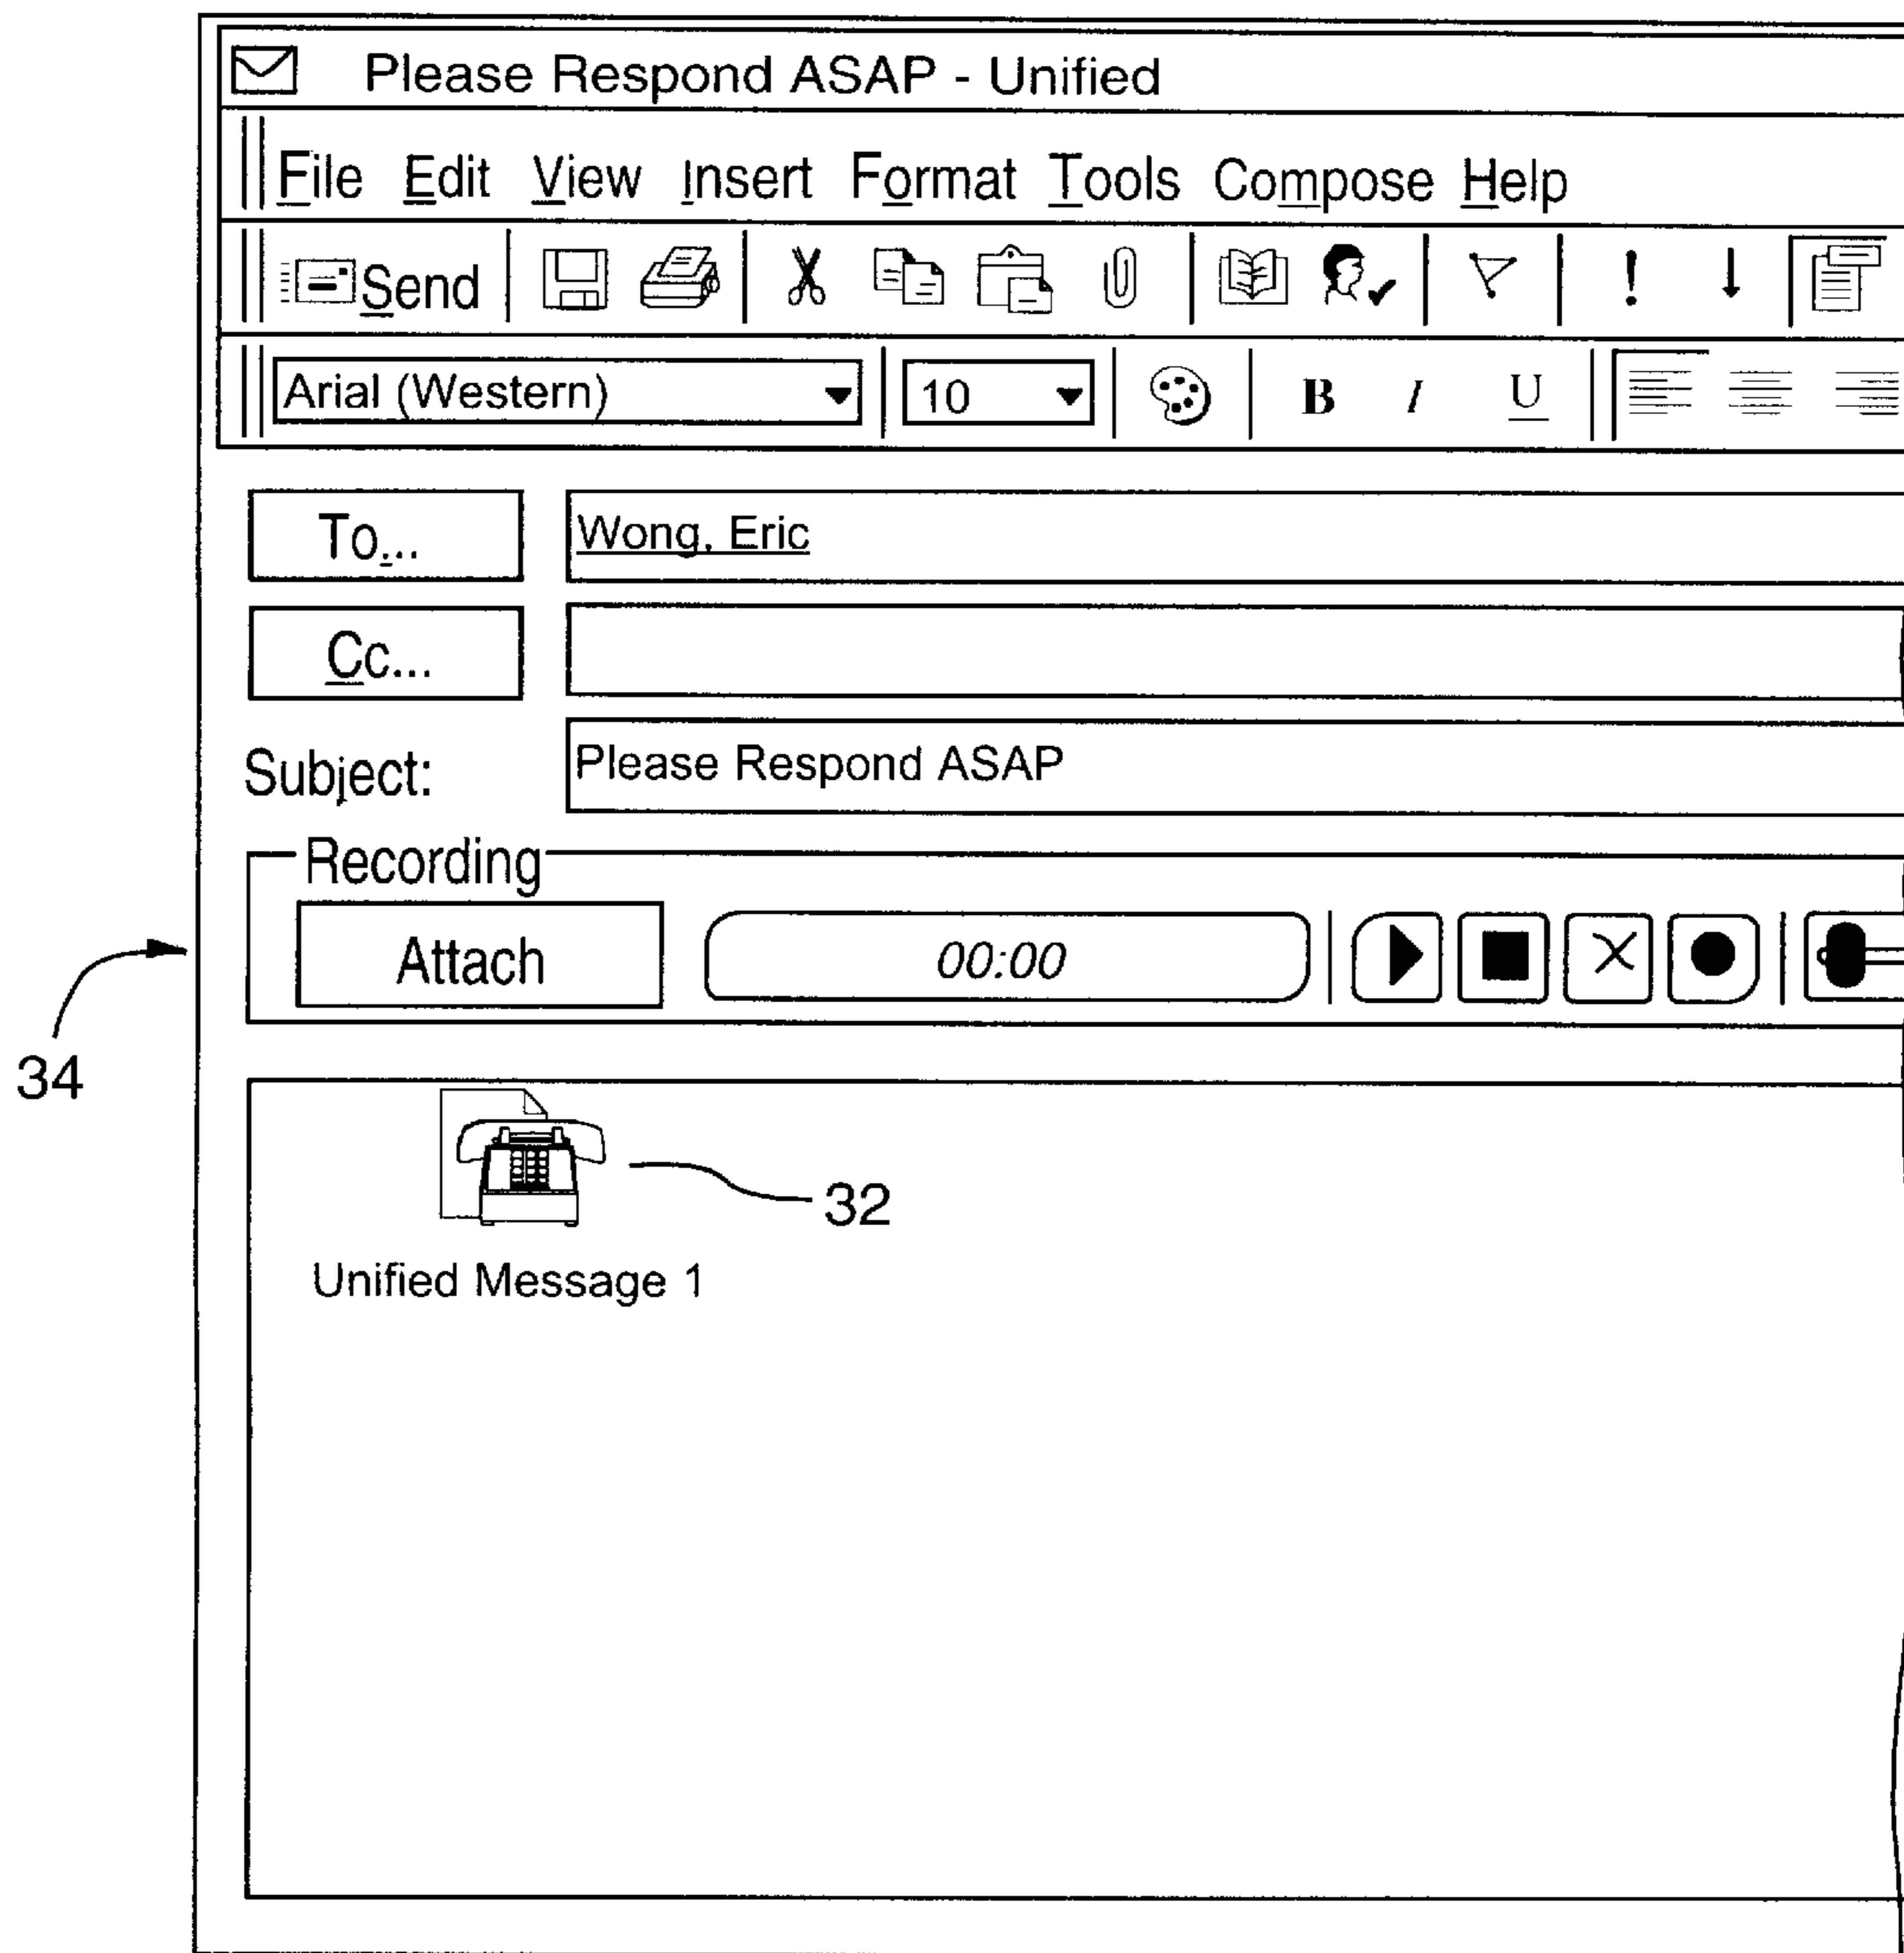 Please Respond ASAP - Unified
File Edit View Insert Format Tools Compose Help
Send ! 
Arial (Western) 10 B I U
To... Wong, Eric
Cc...
Subject: Please Respond ASAP
Recording
Attach 00:00
34
32
Unified Message 1